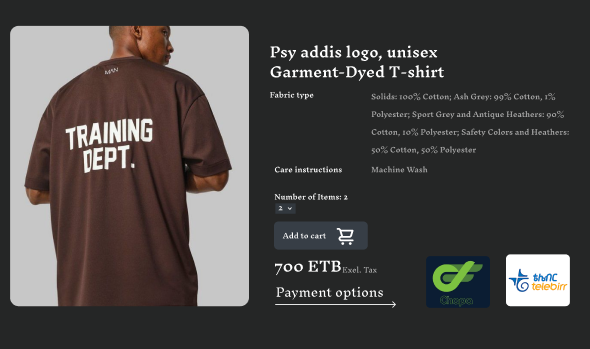 MAN
TRAINING
DEPT.
Psy addis logo, unisex
Garment-Dyed T-shirt
Fabric type
Solids: 100% Cotton; Ash Grey: 99% Cotton, 1%
Polyester; Sport Grey and Antique Heathers: 90%
Cotton, 10% Polyester; Safety Colors and Heathers:
50% Cotton, 50% Polyester
Care instructions
Machine Wash
Number of Items: 2
2
Add to cart
700 ETB Exel. Tax
Payment options
Chapa
ቴሌብር
telebirr